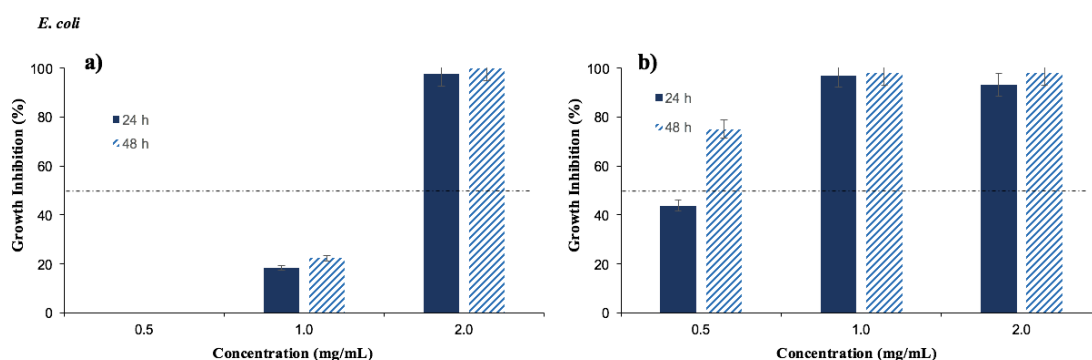 E. coli
a)
Growth Inhibition (%)
100
80
60
40
20
0
24 h
48 h
0.5
1.0
2.0
Concentration (mg/mL)
b)
Growth Inhibition (%)
100
80
60
40
20
0
24 h
48 h
0.5
1.0
2.0
Concentration (mg/mL)